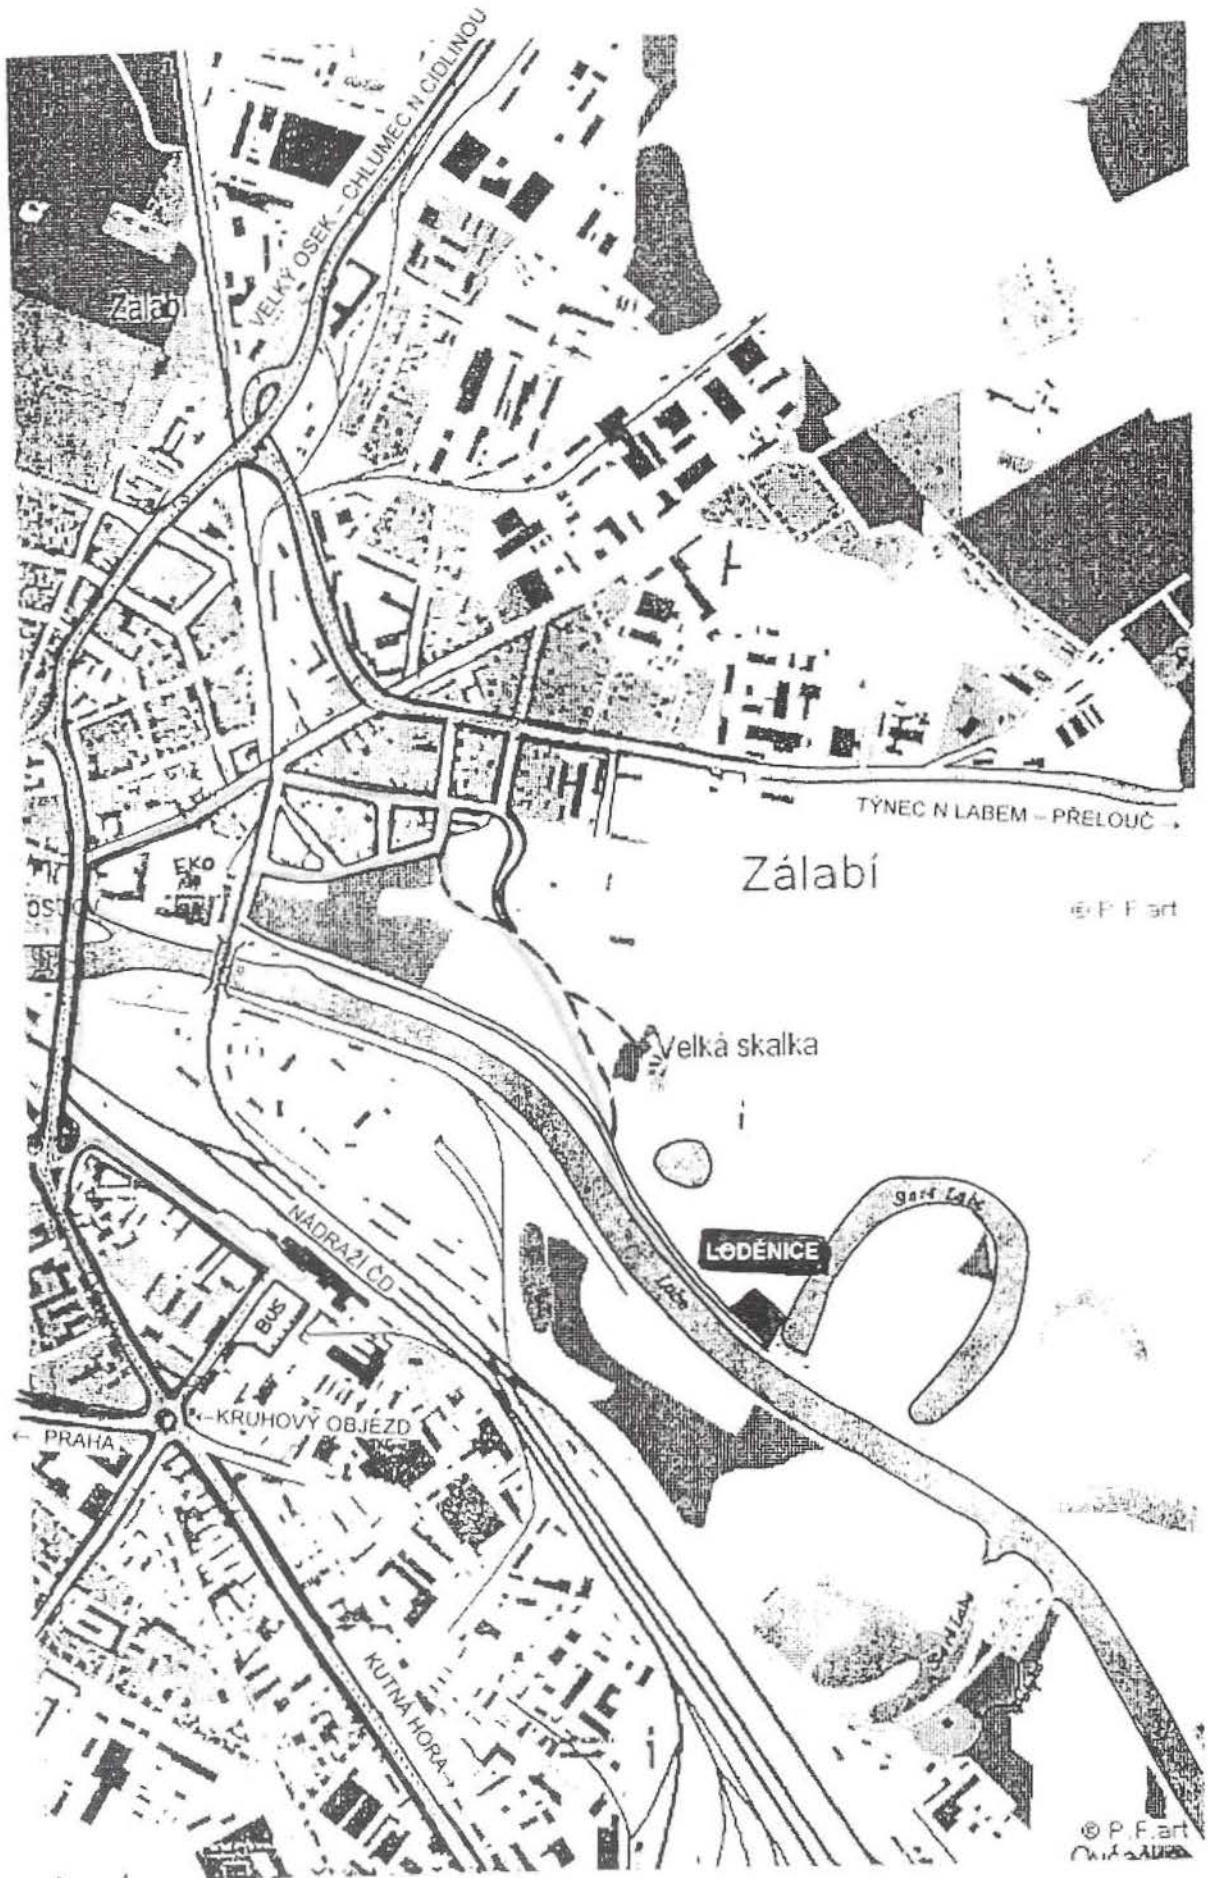 VELKÝ OSEK – CHLUMEC N CIDLINOU
Zálabí
TÝNEC N LABEM – PŘELOUČ →
Zálabí
© P.F.art
EKO
Velká skalka
LODĚNICE
Labe
NÁDRAŽÍ ČD
BUS
← KRUHOVÝ OBJEZD
← PRAHA
KUTNÁ HORA →
© P.F.art